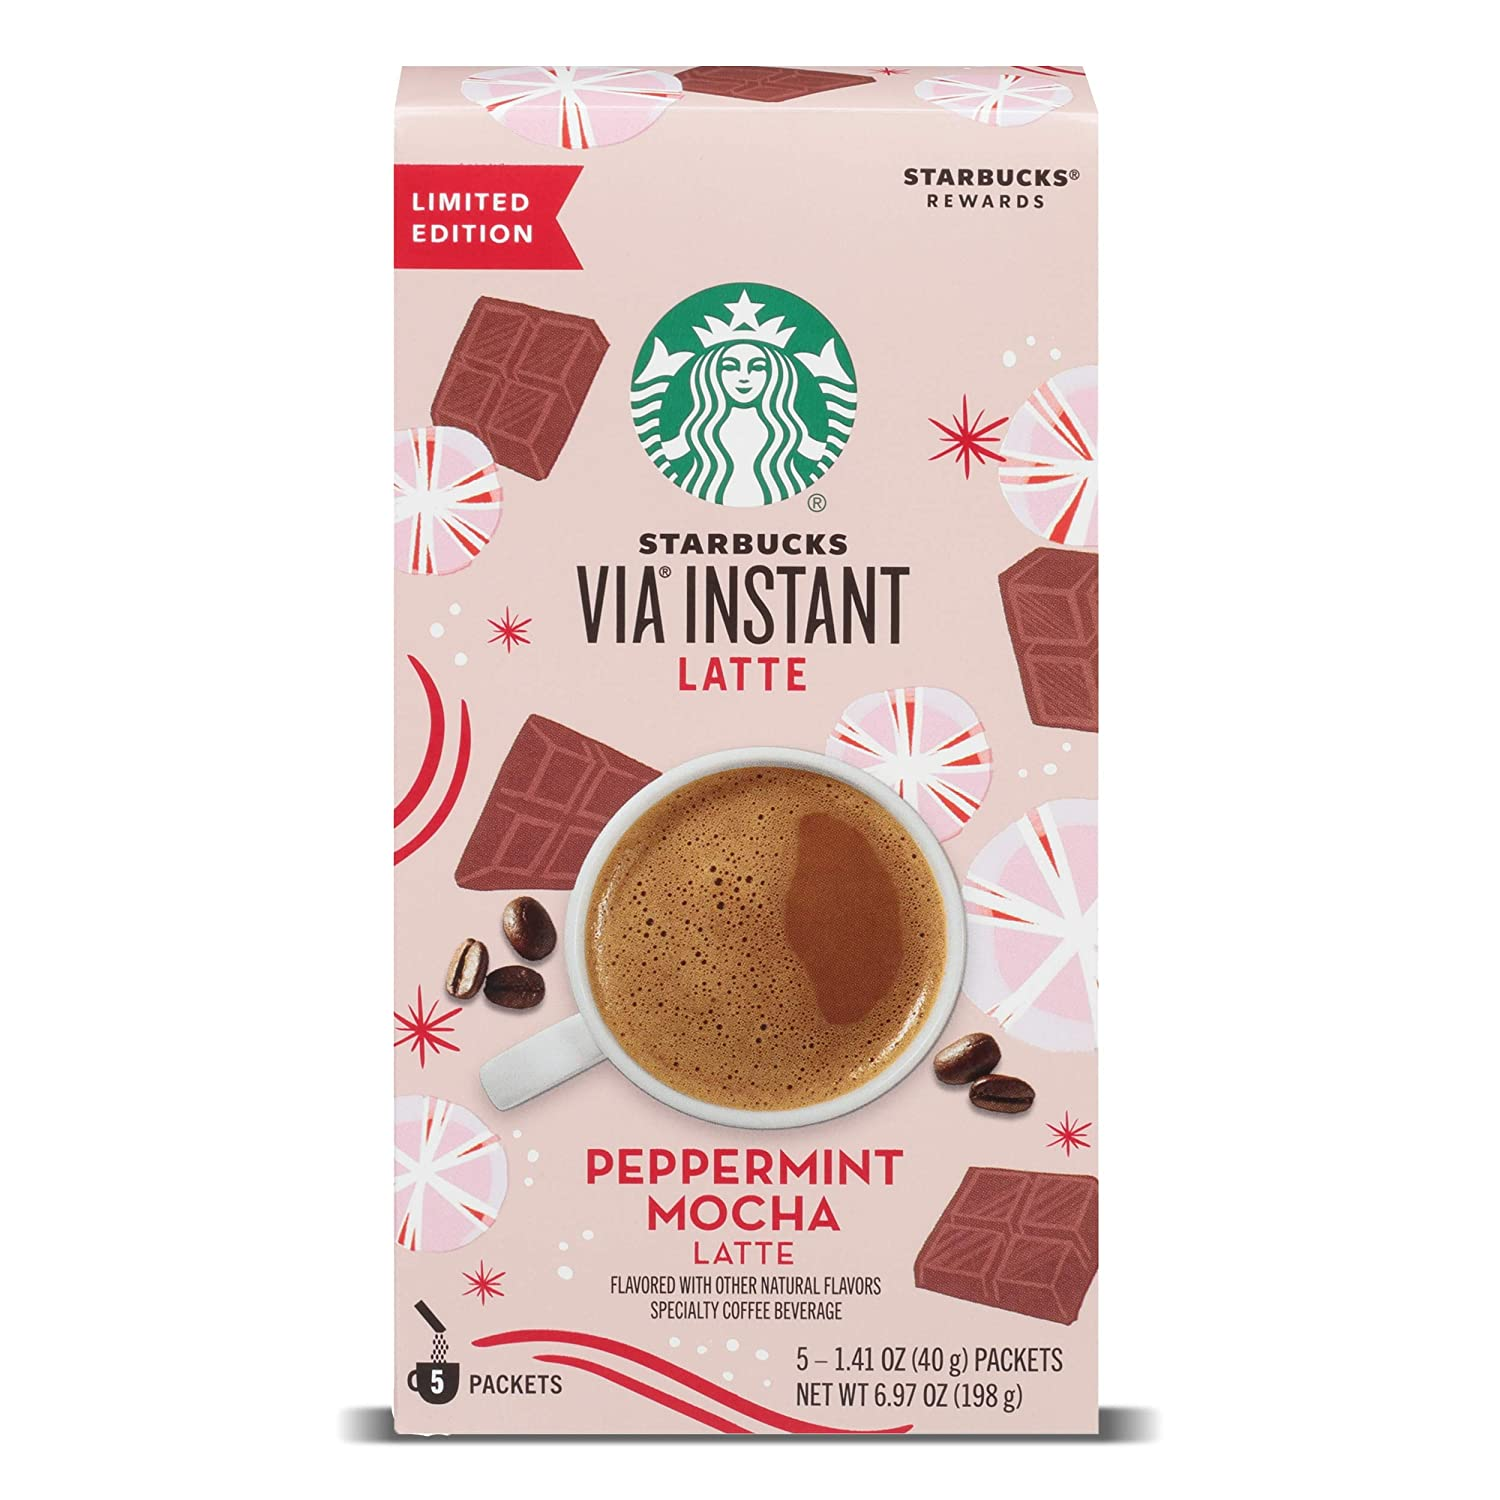 LIMITED
EDITION
STARBUCKS®
REWARDS
®
STARBUCKS
VIA® INSTANT
LATTE
PEPPERMINT
MOCHA
LATTE
FLAVORED WITH OTHER NATURAL FLAVORS
SPECIALTY COFFEE BEVERAGE
5 PACKETS
5 – 1.41 OZ (40 g) PACKETS
NET WT 6.97 OZ (198 g)